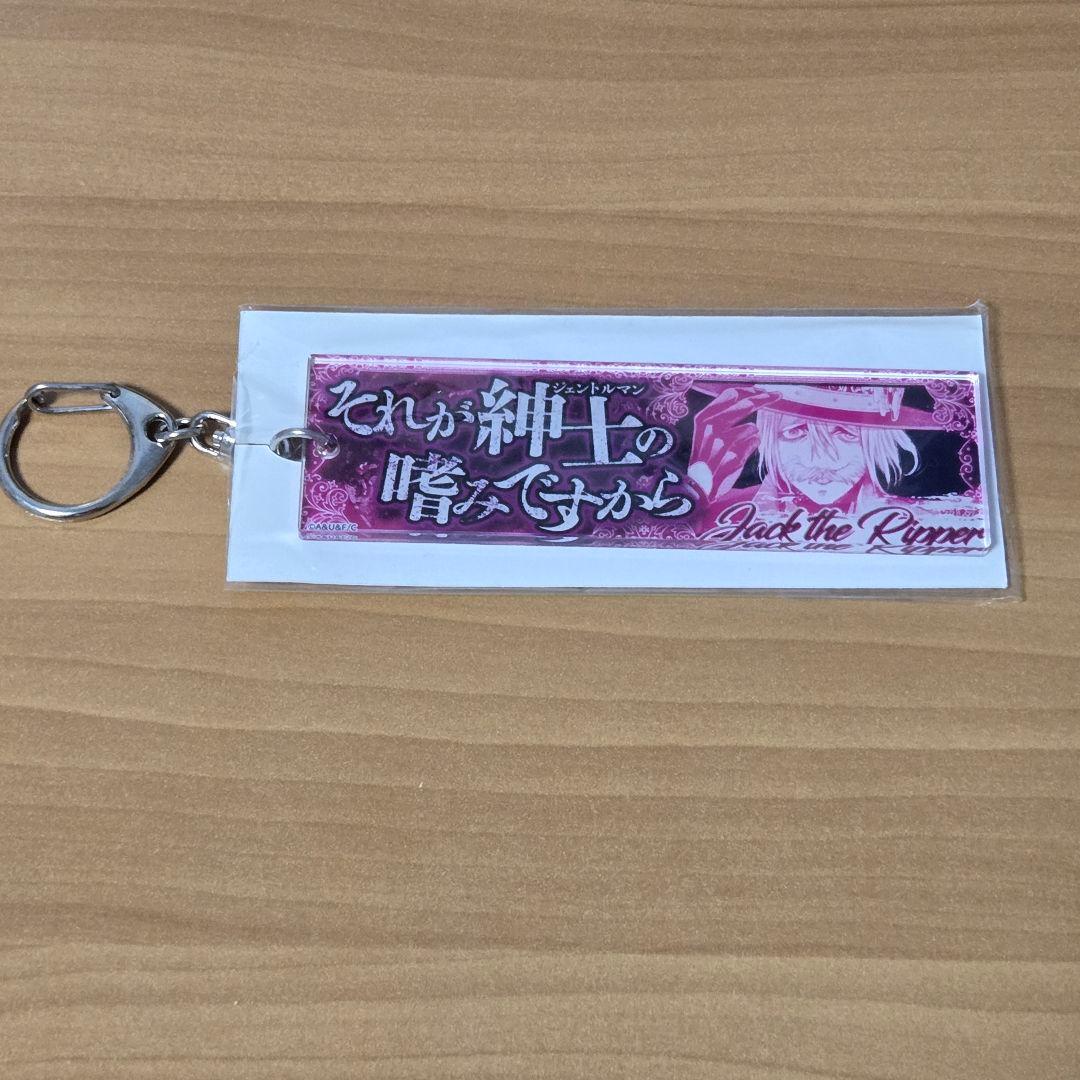 ジェントルマン
それが紳士の
嗜みですから
©A&U&F/C
Jack the Ripper